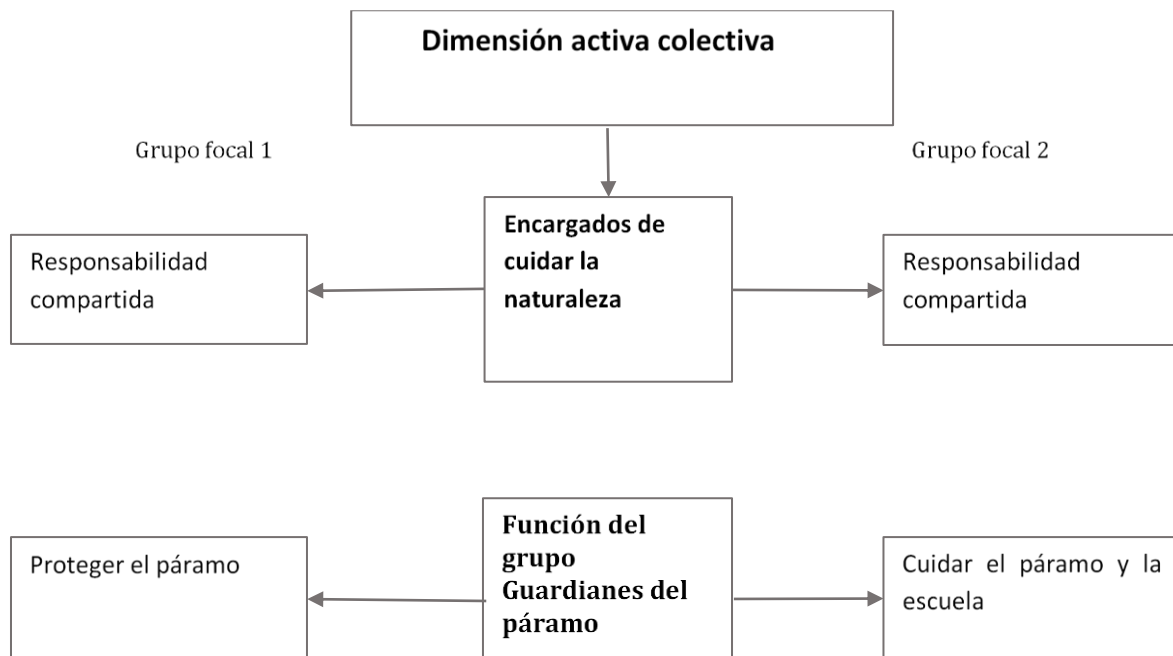 Dimensión activa colectiva
Grupo focal 1
Grupo focal 2
Responsabilidad
compartida
Encargados de
cuidar la
naturaleza
Responsabilidad
compartida
Proteger el páramo
Función del
grupo
Guardianes del
páramo
Cuidar el páramo y la
escuela